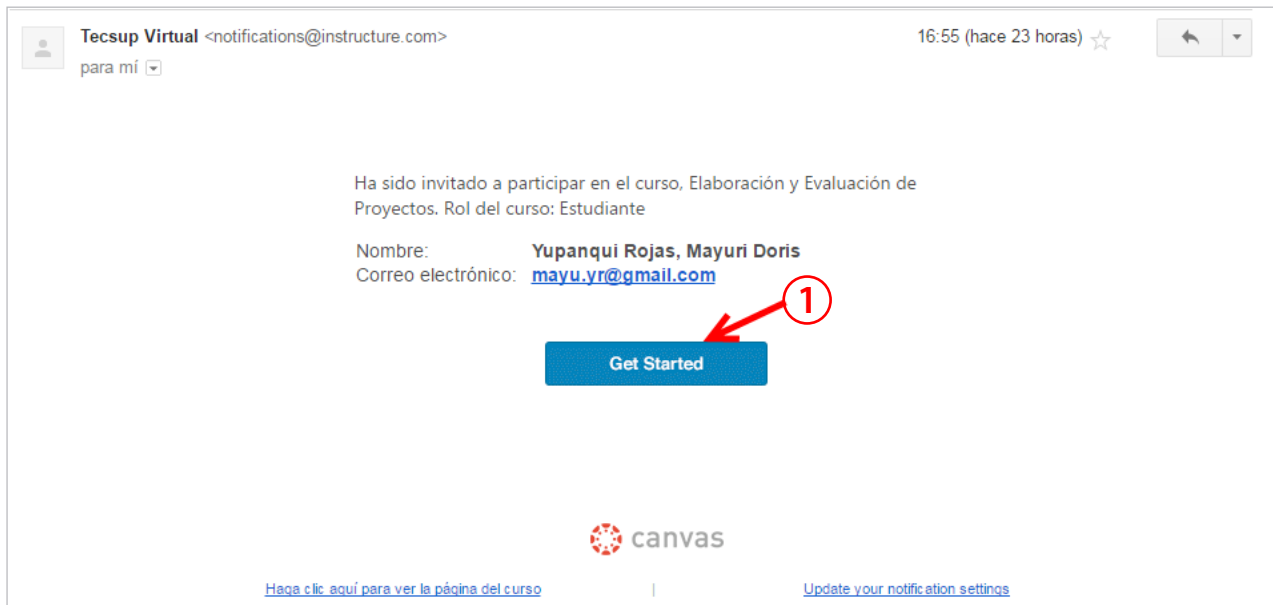 Tecsup Virtual <notifications@instructure.com> 16:55 (hace 23 horas)
para mí
Ha sido invitado a participar en el curso, Elaboración y Evaluación de
Proyectos. Rol del curso: Estudiante
Nombre: Yupanqui Rojas, Mayuri Doris
Correo electrónico: mayu.yr@gmail.com
1
Get Started
canvas
Haga clic aquí para ver la página del curso | Update your notification settings